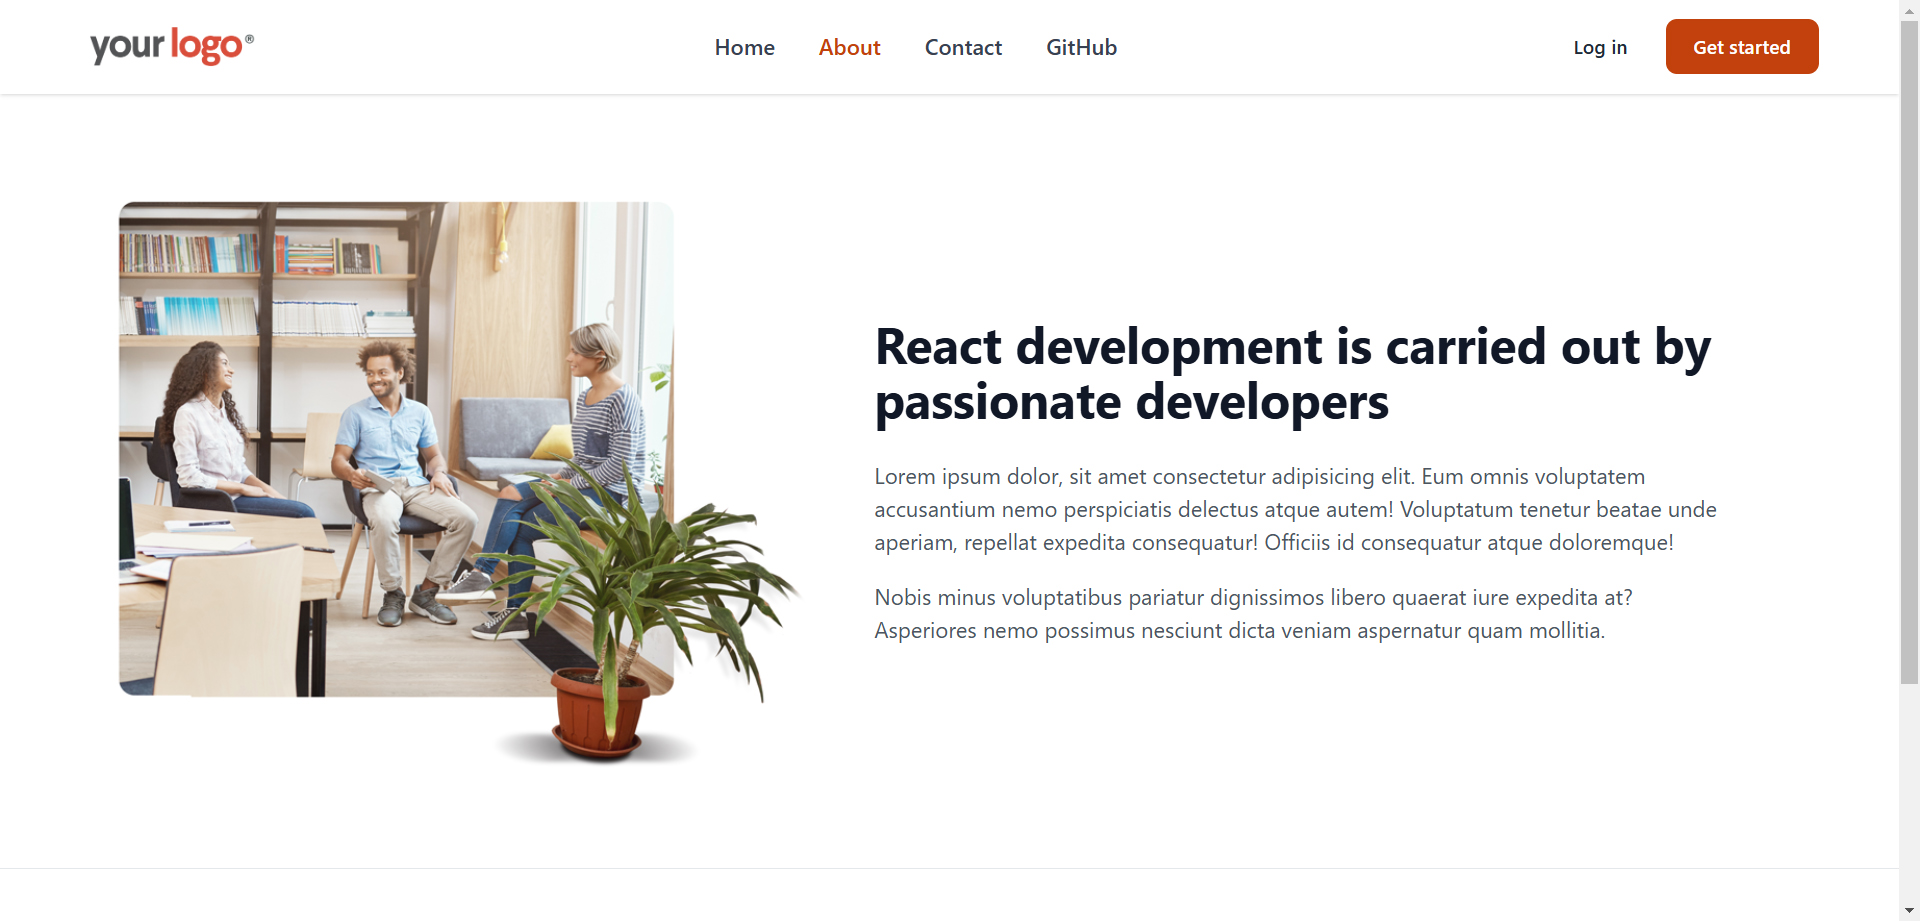 yourlogo®
Home About Contact GitHub
Log in
Get started
React development is carried out by
passionate developers
Lorem ipsum dolor, sit amet consectetur adipisicing elit. Eum omnis voluptatem
accusantium nemo perspiciatis delectus atque autem! Voluptatum tenetur beatae unde
aperiam, repellat expedita consequatur! Officiis id consequatur atque doloremque!
Nobis minus voluptatibus pariatur dignissimos libero quaerat iure expedita at?
Asperiores nemo possimus nesciunt dicta veniam aspernatur quam mollitia.